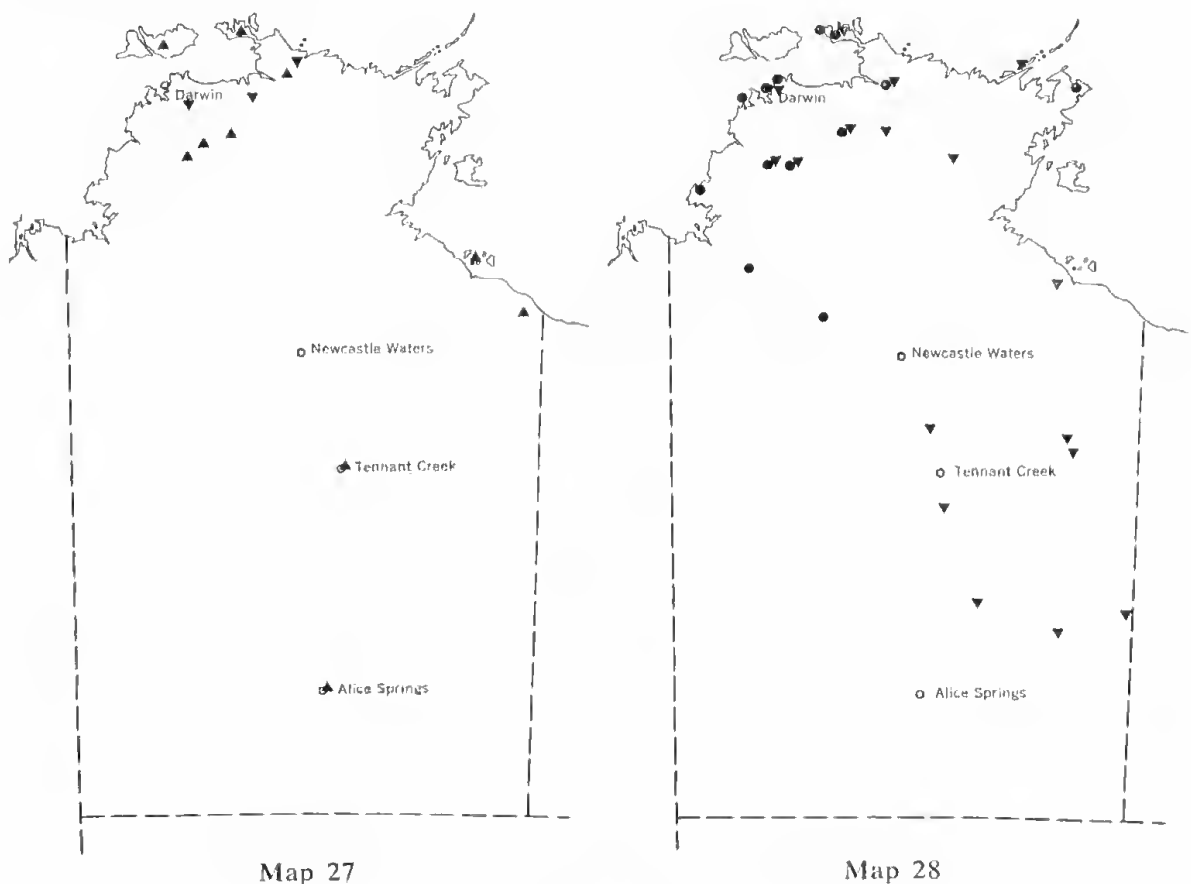 Darwin
Newcastle Waters
Tennant Creek
Alice Springs
Map 27
Darwin
Newcastle Waters
Tennant Creek
Alice Springs
Map 28